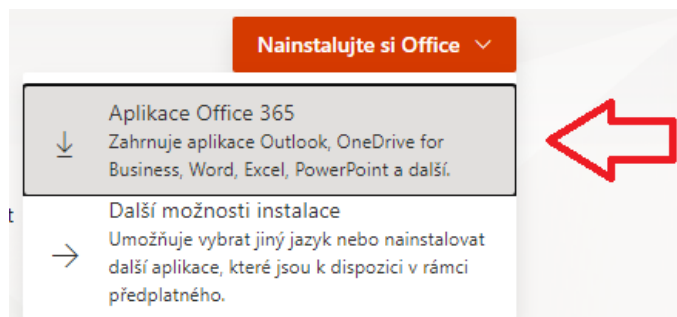 Nainstalujte si Office
Aplikace Office 365
Zahrnuje aplikace Outlook, OneDrive for
Business, Word, Excel, PowerPoint a další.
t
Další možnosti instalace
Umožňuje vybrat jiný jazyk nebo nainstalovat
další aplikace, které jsou k dispozici v rámci
předplatného.